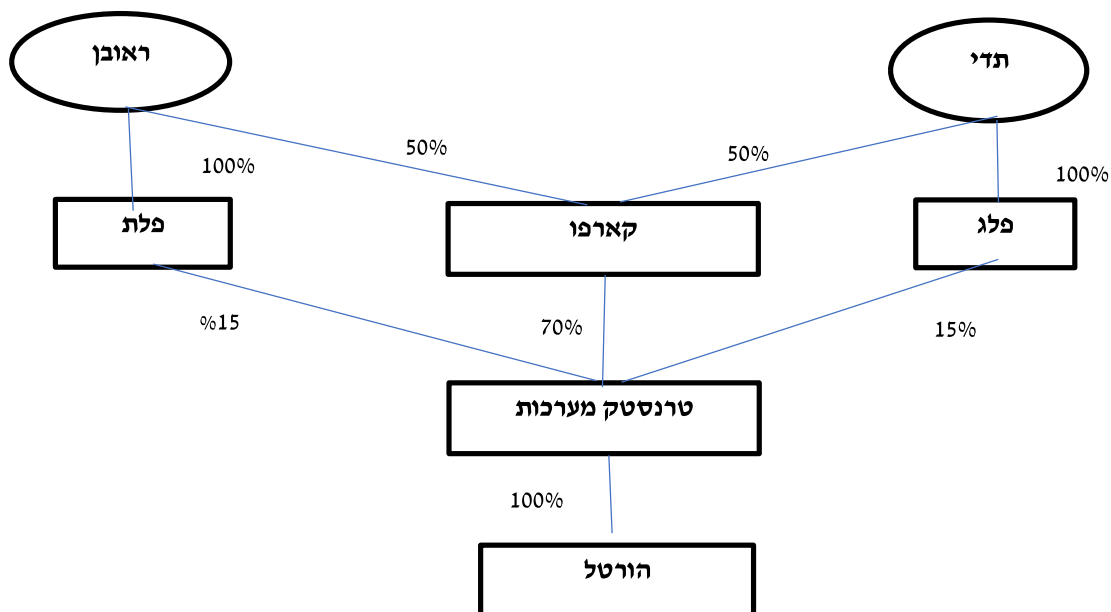 ראובן
תדי
50%
50%
100%
100%
פלת
קארפו
פלג
%15
70%
15%
טרנסטק מערכות
100%
הורטל